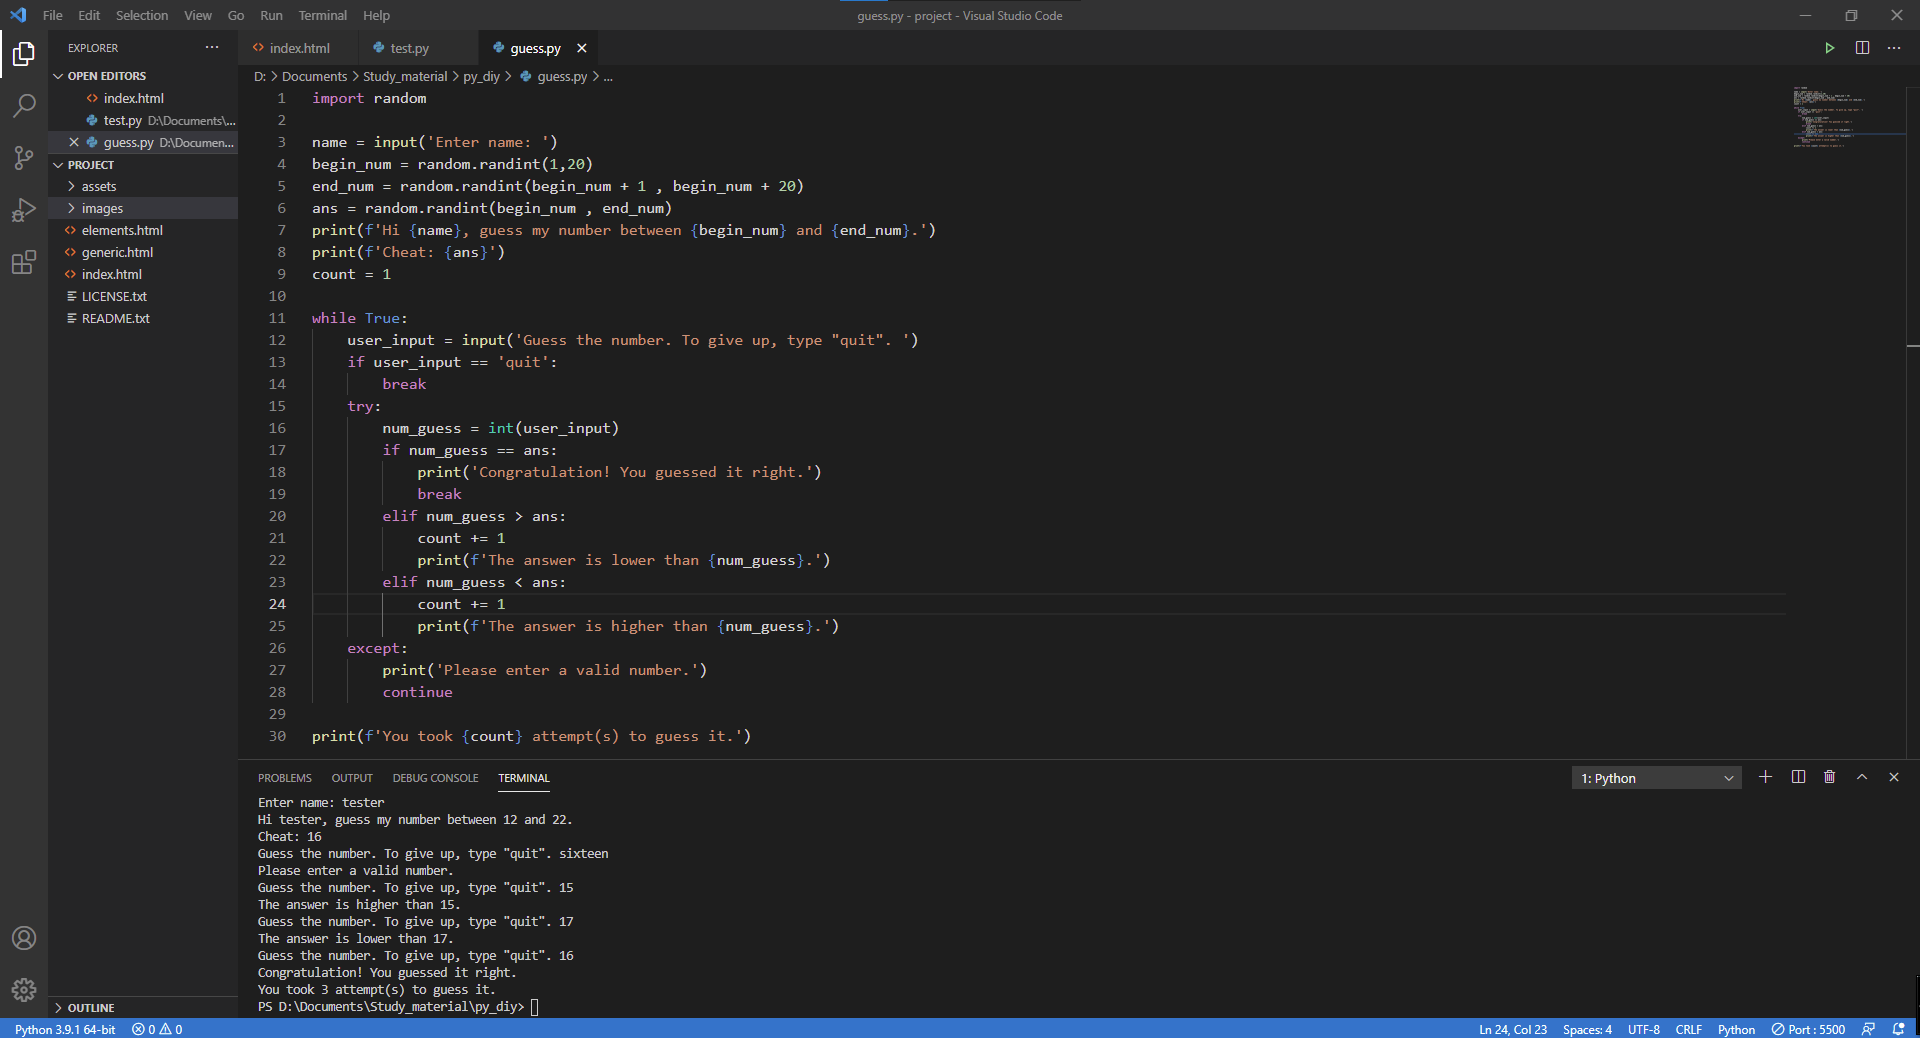 File Edit Selection View Go Run Terminal Help
guess.py - project - Visual Studio Code
EXPLORER
OPEN EDITORS
index.html
test.py D:\Documents\...
guess.py D:\Documen...
PROJECT
assets
images
elements.html
generic.html
index.html
LICENSE.txt
README.txt
OUTLINE
index.html test.py guess.py
D: > Documents > Study_material > py_diy > guess.py > ...
1 import random
2
3 name = input('Enter name: ')
4 begin_num = random.randint(1,20)
5 end_num = random.randint(begin_num + 1 , begin_num + 20)
6 ans = random.randint(begin_num , end_num)
7 print(f'Hi {name}, guess my number between {begin_num} and {end_num}.')
8 print(f'Cheat: {ans}')
9 count = 1
10
11 while True:
12     user_input = input('Guess the number. To give up, type "quit". ')
13     if user_input == 'quit':
14         break
15     try:
16         num_guess = int(user_input)
17         if num_guess == ans:
18             print('Congratulation! You guessed it right.')
19             break
20         elif num_guess > ans:
21             count += 1
22             print(f'The answer is lower than {num_guess}.')
23         elif num_guess < ans:
24             count += 1
25             print(f'The answer is higher than {num_guess}.')
26     except:
27         print('Please enter a valid number.')
28         continue
29
30 print(f'You took {count} attempt(s) to guess it.')
PROBLEMS OUTPUT DEBUG CONSOLE TERMINAL
1: Python
Enter name: tester
Hi tester, guess my number between 12 and 22.
Cheat: 16
Guess the number. To give up, type "quit". sixteen
Please enter a valid number.
Guess the number. To give up, type "quit". 15
The answer is higher than 15.
Guess the number. To give up, type "quit". 17
The answer is lower than 17.
Guess the number. To give up, type "quit". 16
Congratulation! You guessed it right.
You took 3 attempt(s) to guess it.
PS D:\Documents\Study_material\py_diy>
Python 3.9.1 64-bit 0 0
Ln 24, Col 23 Spaces: 4 UTF-8 CRLF Python Port : 5500